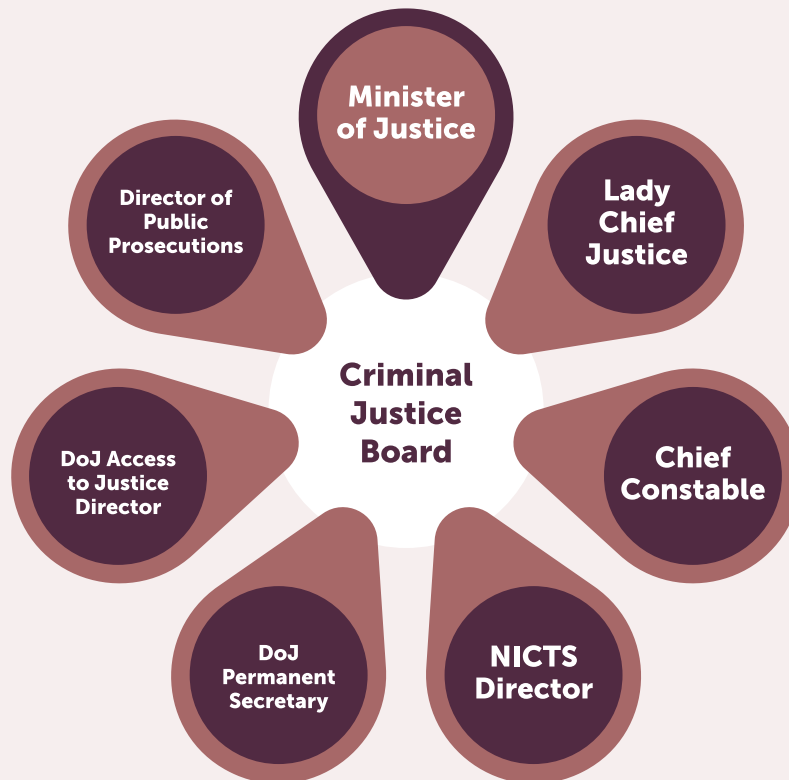 Minister
of Justice
Lady
Chief
Justice
Chief
Constable
NICTS
Director
DoJ
Permanent
Secretary
DoJ Access
to Justice
Director
Director of
Public
Prosecutions
Criminal
Justice
Board